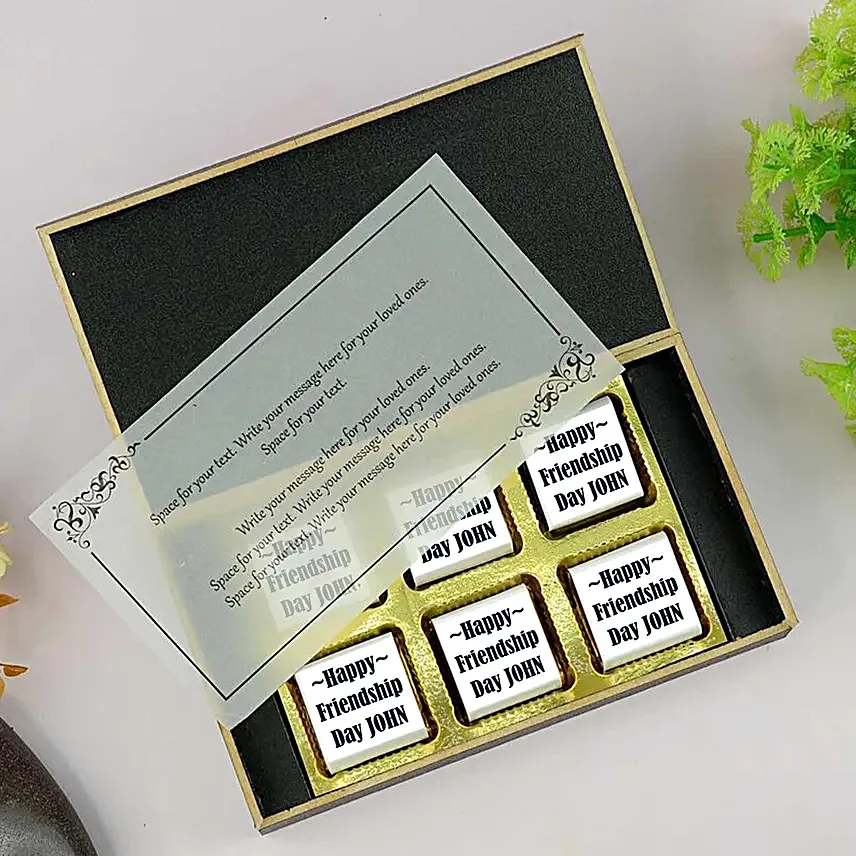 Space for your text. Write your message here for your loved ones.
Space for your text.
Write your message here for your loved ones.
Space for your text. Write your message here for your loved ones.
Space for your text. Write your message here for your loved ones.
~Happy~
Friendship
Day JOHN
~Happy~
Friendship
Day JOHN
~Happy~
Friendship
Day JOHN
~Happy~
Friendship
Day JOHN
~Happy~
Friendship
Day JOHN
~Happy~
Friendship
Day JOHN